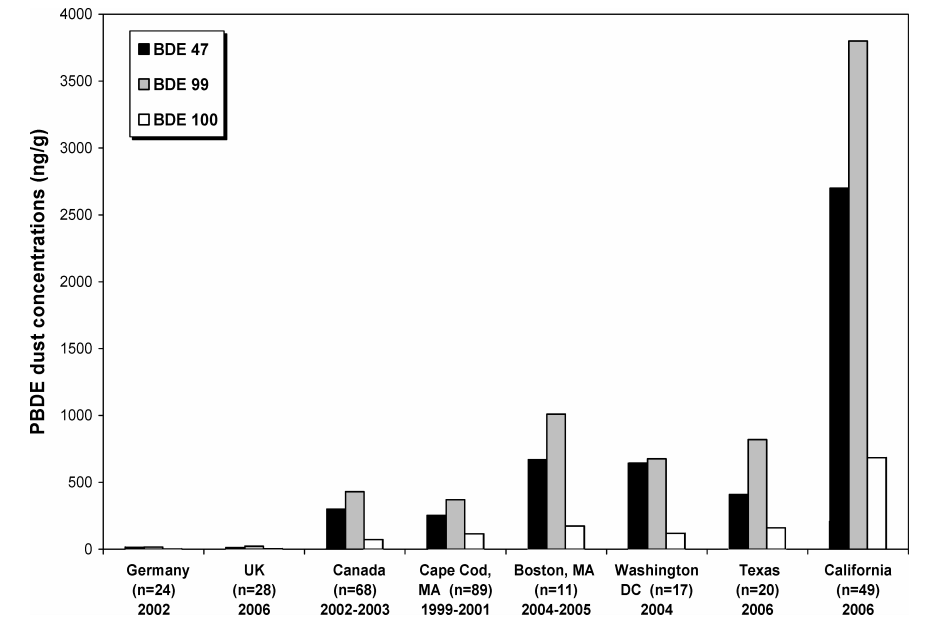 PBDE dust concentrations (ng/g)
4000
3500
3000
2500
2000
1500
1000
500
0
BDE 47
BDE 99
BDE 100
Germany
(n=24)
2002
UK
(n=28)
2006
Canada
(n=68)
2002-2003
Cape Cod,
MA (n=89)
1999-2001
Boston, MA
(n=11)
2004-2005
Washington
DC (n=17)
2004
Texas
(n=20)
2006
California
(n=49)
2006